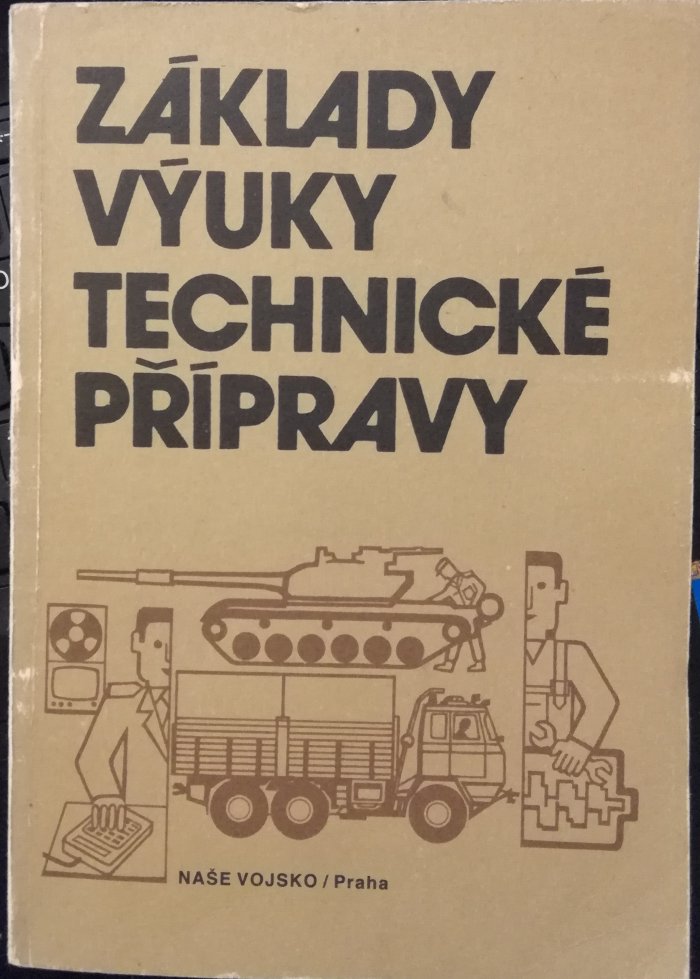 ZÁKLADY
VÝUKY
TECHNICKÉ
PŘÍPRAVY
NAŠE VOJSKO / Praha